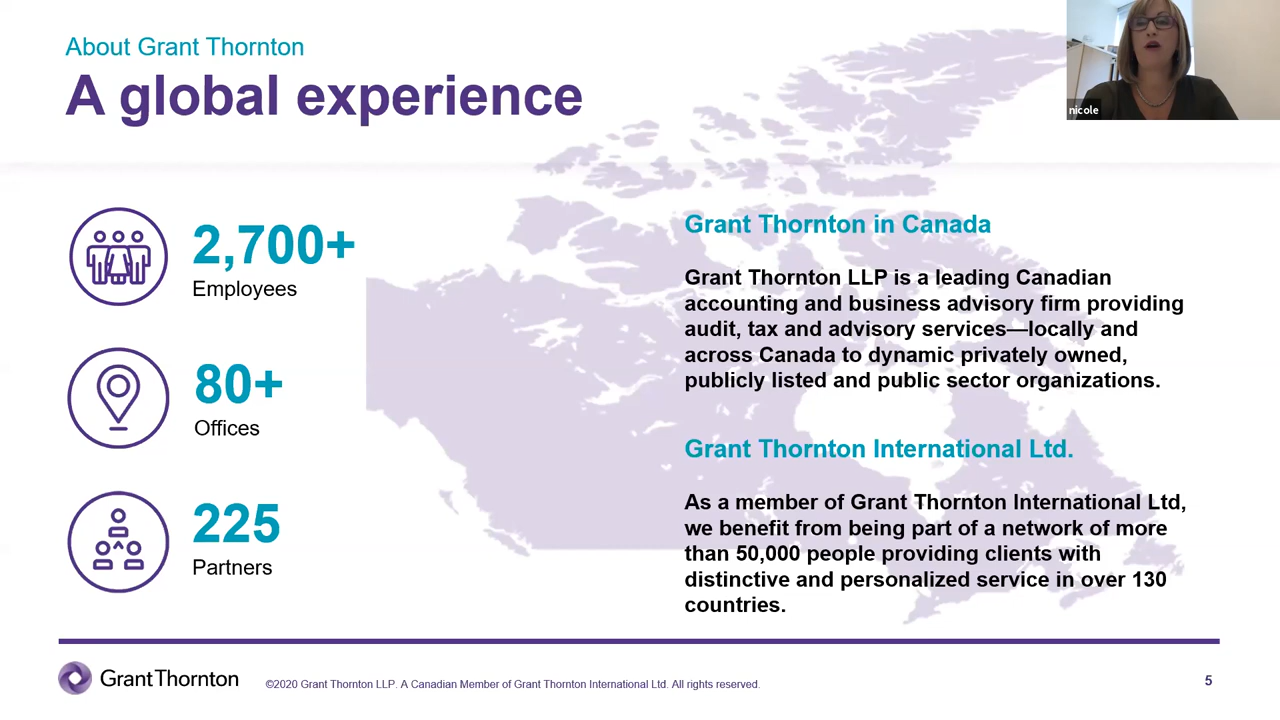 About Grant Thornton
A global experience
nicole
2,700+
Employees
80+
Offices
225
Partners
Grant Thornton in Canada
Grant Thornton LLP is a leading Canadian
accounting and business advisory firm providing
audit, tax and advisory services—locally and
across Canada to dynamic privately owned,
publicly listed and public sector organizations.
Grant Thornton International Ltd.
As a member of Grant Thornton International Ltd,
we benefit from being part of a network of more
than 50,000 people providing clients with
distinctive and personalized service in over 130
countries.
Grant Thornton
©2020 Grant Thornton LLP. A Canadian Member of Grant Thornton International Ltd. All rights reserved.
5